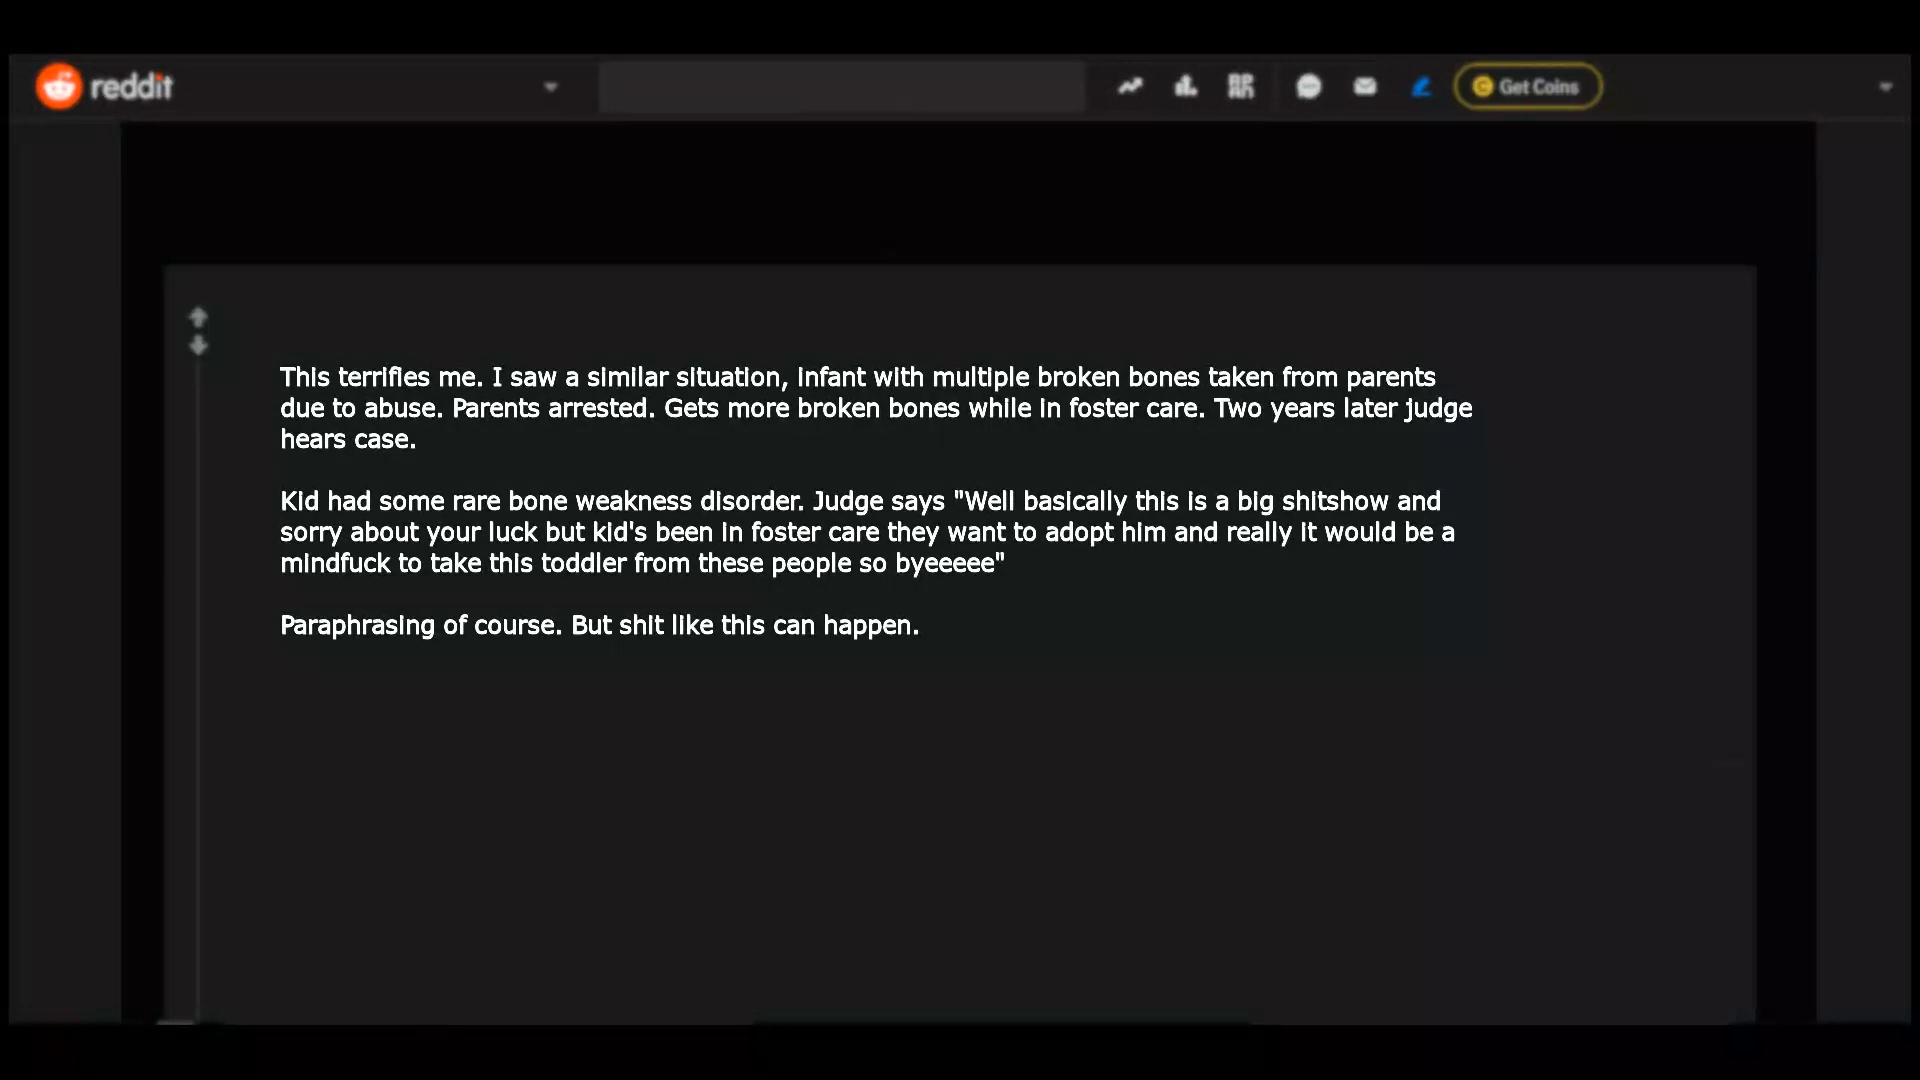 reddit
Get Coins
This terrifies me. I saw a similar situation, infant with multiple broken bones taken from parents
due to abuse. Parents arrested. Gets more broken bones while in foster care. Two years later judge
hears case.
Kid had some rare bone weakness disorder. Judge says "Well basically this is a big shitshow and
sorry about your luck but kid's been in foster care they want to adopt him and really it would be a
mindfuck to take this toddler from these people so byeeeee"
Paraphrasing of course. But shit like this can happen.